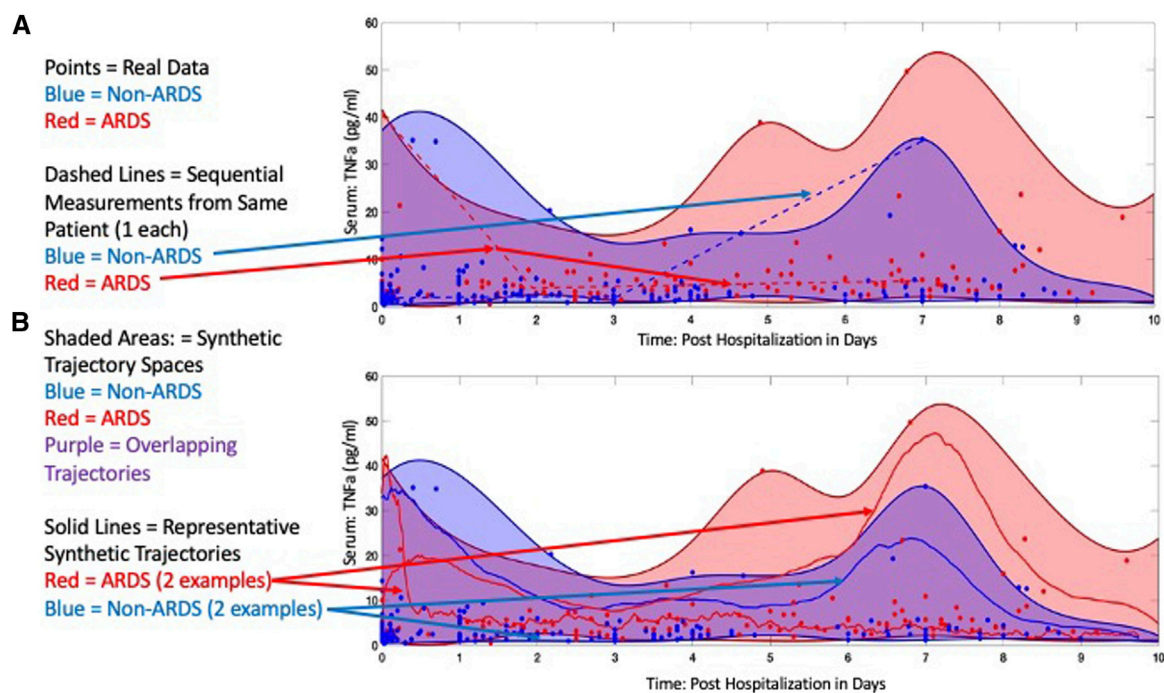 A
Points = Real Data
Blue = Non-ARDS
Red = ARDS
Dashed Lines = Sequential
Measurements from Same
Patient (1 each)
Blue = Non-ARDS
Red = ARDS
Serum: TNFa (pg/ml)
60
50
40
30
20
10
0
0 1 2 3 4 5 6 7 8 9 10
Time: Post Hospitalization in Days
B
Shaded Areas: = Synthetic
Trajectory Spaces
Blue = Non-ARDS
Red = ARDS
Purple = Overlapping
Trajectories
Solid Lines = Representative
Synthetic Trajectories
Red = ARDS (2 examples)
Blue = Non-ARDS (2 examples)
Serum: TNFa (pg/ml)
60
50
40
30
20
10
0
0 1 2 3 4 5 6 7 8 9 10
Time: Post Hospitalization in Days